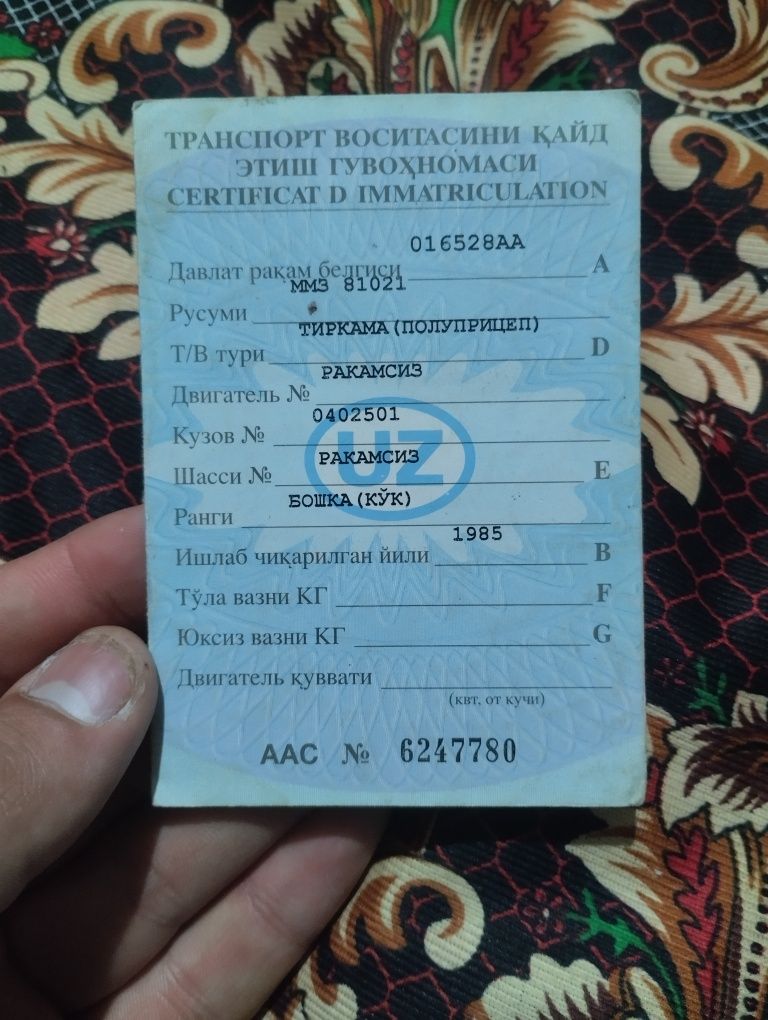 ТРАНСПОРТ ВОСИТАСИНИ ҚАЙД
ЭТИШ ГУВОҲНОМАСИ
CERTIFICAT D IMMATRICULATION
016528АА
Давлат рақам белгиси A
ММЗ 81021
Русуми
ТИРКАМА(ПОЛУПРИЦЕП)
Т/В тури D
РАКАМСИЗ
Двигатель №
0402501
Кузов №
UZ
РАКАМСИЗ
Шасси № E
БОШКА(КЎК)
Ранги
1985
Ишлаб чиқарилган йили B
Тўла вазни КГ F
Юксиз вазни КГ G
Двигатель қуввати
(квт, от кучи)
ААС № 6247780